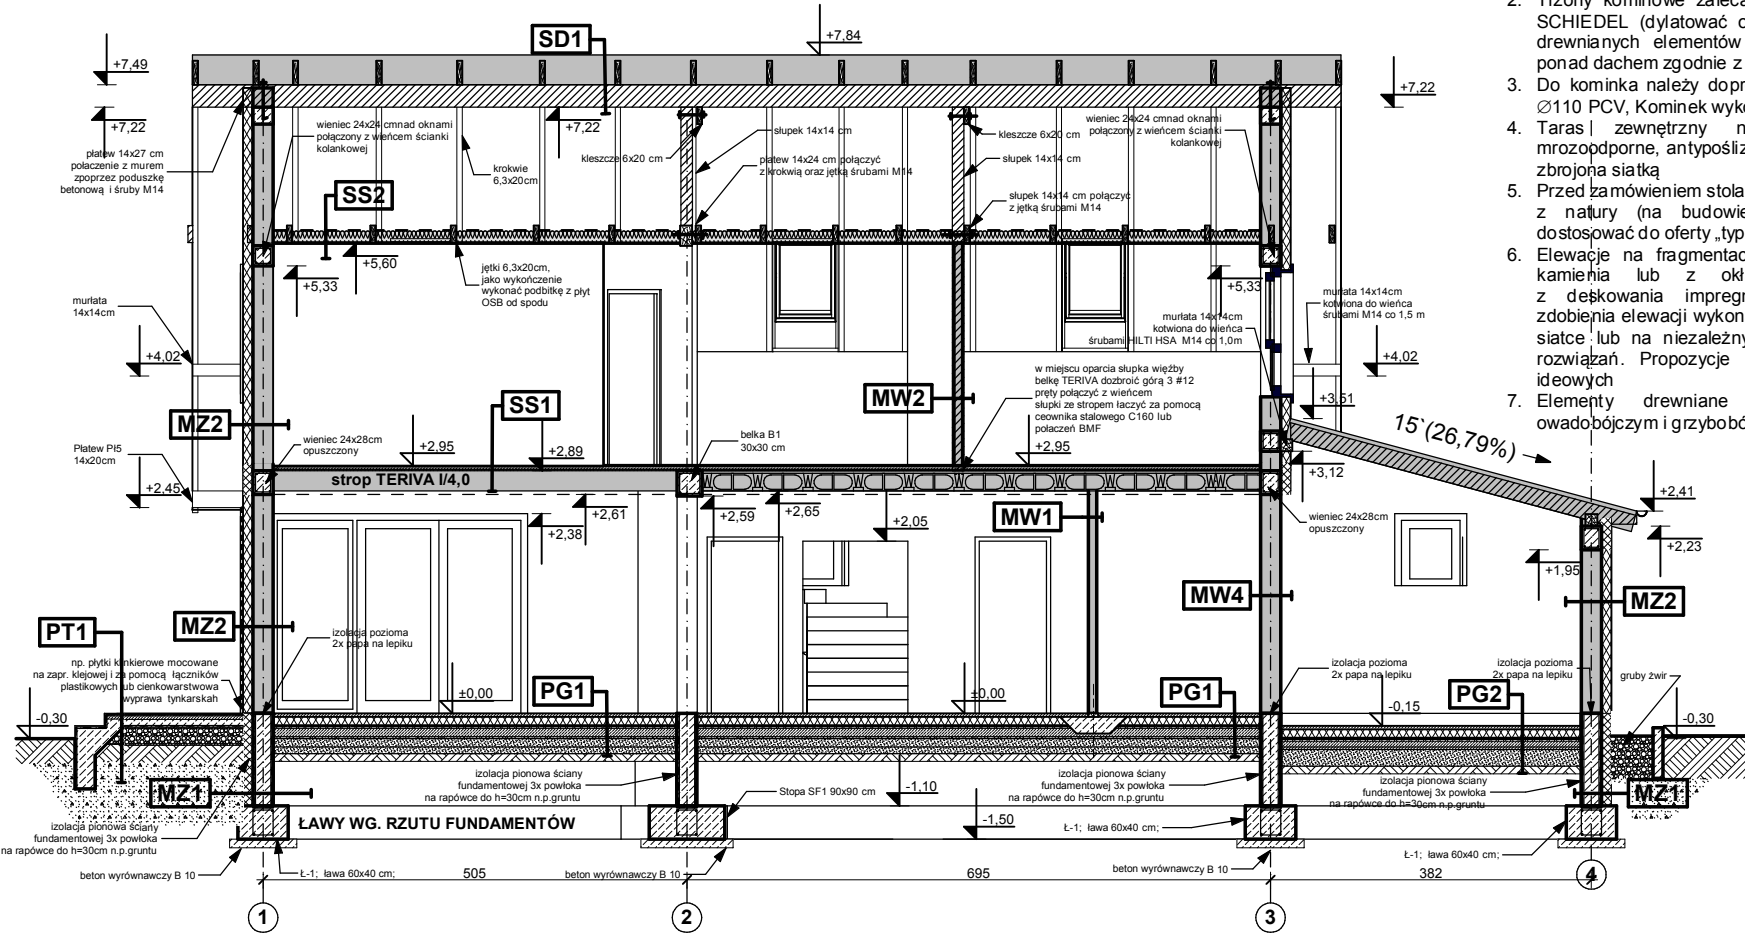 SD1
+7,84
+7,49
+7,22
+7,22
+7,22
2. Trzony kominowe
SCHIEDEL (dylatować
drewnianych elementów
ponad dachem zgodnie z
3. Do kominka należy
∅110 PCV, Kominek
4. Taras zewnętrzny
mrozoodporne,
zbrojona siatką
5. Przed zamówieniem
z natury (na
dostosować do oferty
6. Elewacje na
kamienia lub z
z deskowania
zdobienia elewacji
siatce lub na
rozwiązań. Propozycje
ideowych
7. Elementy drewniane
owadobójczym i
płatew 14x27 cm
połaczenie z murem
zpoprzez poduszkę
betonową i śruby M14
wieniec 24x24 cmnad oknami
połączony z wieńcem ścianki
kolankowej
krokwie
6,3x20cm
kleszcze 6x20 cm
słupek 14x14 cm
płatew 14x24 cm połączyć
z krokwią oraz jętką śrubami M14
kleszcze 6x20 cm
słupek 14x14 cm
słupek 14x14 cm połączyć
z jętką śrubami M14
wieniec 24x24 cmnad oknami
połączony z wieńcem ścianki
kolankowej
SS2
+5,60
+5,33
+5,33
jętki 6,3x20cm,
jako wykończenie
wykonać podbitkę z płyt
OSB od spodu
murłata
14x14cm
+4,02
murłata 14x14cm
kotwiona do wieńca
śrubami HILTI HSA M14 co 1,0m
murłata 14x14cm
kotwiona do wieńca
śrubami M14 co 1,5 m
+4,02
w miejscu oparcia słupka więźby
belkę TERIVA dozbroić górą 3 #12
pręty połączyć z wieńcem
słupki ze stropem łaczyć za pomocą
ceownika stalowego C160 lub
połaczeń BMF
MW2
SS1
MZ2
+3,51
15`(26,79%)
wieniec 24x28cm
opuszczony
+2,95
+2,89
belka B1
30x30 cm
+2,95
+3,12
Płatew Pł5
14x20cm
+2,45
strop TERIVA I/4,0
+2,61
+2,38
+2,59
+2,65
+2,05
MW1
wieniec 24x28cm
opuszczony
+2,41
+2,23
+1,95
MW4
MZ2
PT1
MZ2
izolacja pozioma
2x papa na lepiku
np. płytki klinkierowe mocowane
na zapr. klejowej i za pomocą łączników
plastikowych lub cienkowarstwowa
wyprawa tynkarskah
±0,00
PG1
±0,00
PG1
izolacja pozioma
2x papa na lepiku
izolacja pozioma
2x papa na lepiku
PG2
gruby żwir
-0,30
-0,15
-0,30
MZ1
izolacja pionowa ściany
fundamentowej 3x powłoka
na rapówce do h=30cm n.p.gruntu
Stopa SF1 90x90 cm
-1,10
izolacja pionowa ściany
fundamentowej 3x powłoka
na rapówce do h=30cm n.p.gruntu
izolacja pionowa ściany
fundamentowej 3x powłoka
na rapówce do h=30cm n.p.gruntu
MZ1
izolacja pionowa ściany
fundamentowej 3x powłoka
na rapówce do h=30cm n.p.gruntu
ŁAWY WG. RZUTU FUNDAMENTÓW
-1,50
Ł-1; ława 60x40 cm;
Ł-1; ława 60x40 cm;
beton wyrównawczy B 10
Ł-1; ława 60x40 cm;
505
beton wyrównawczy B 10
695
beton wyrównawczy B 10
382
1
2
3
4